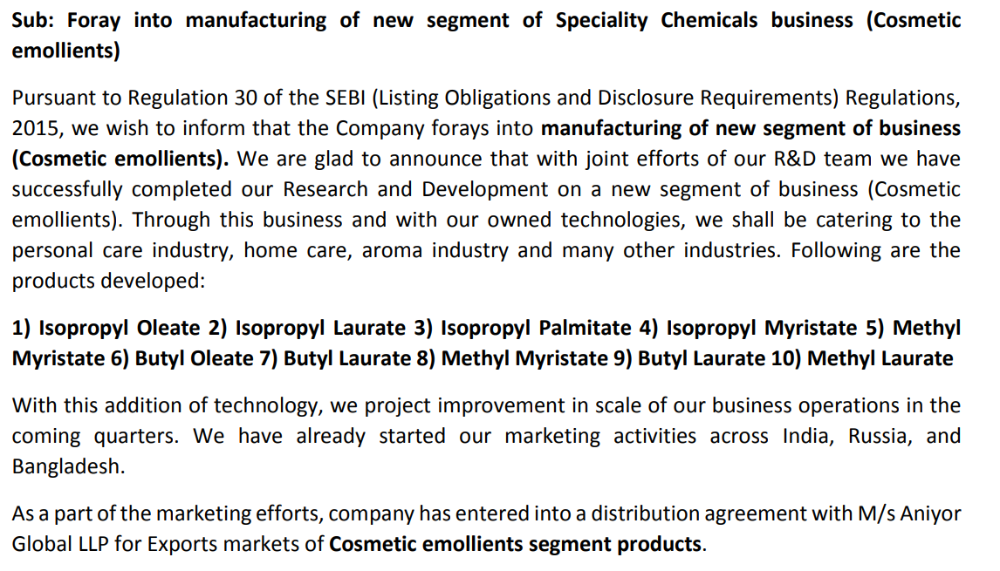 Sub: Foray into manufacturing of new segment of Speciality Chemicals business (Cosmetic
emollients)
Pursuant to Regulation 30 of the SEBI (Listing Obligations and Disclosure Requirements) Regulations,
2015, we wish to inform that the Company forays into manufacturing of new segment of business
(Cosmetic emollients). We are glad to announce that with joint efforts of our R&D team we have
successfully completed our Research and Development on a new segment of business (Cosmetic
emollients). Through this business and with our owned technologies, we shall be catering to the
personal care industry, home care, aroma industry and many other industries. Following are the
products developed:
1) Isopropyl Oleate 2) Isopropyl Laurate 3) Isopropyl Palmitate 4) Isopropyl Myristate 5) Methyl
Myristate 6) Butyl Oleate 7) Butyl Laurate 8) Methyl Myristate 9) Butyl Laurate 10) Methyl Laurate
With this addition of technology, we project improvement in scale of our business operations in the
coming quarters. We have already started our marketing activities across India, Russia, and
Bangladesh.
As a part of the marketing efforts, company has entered into a distribution agreement with M/s Aniyor
Global LLP for Exports markets of Cosmetic emollients segment products.